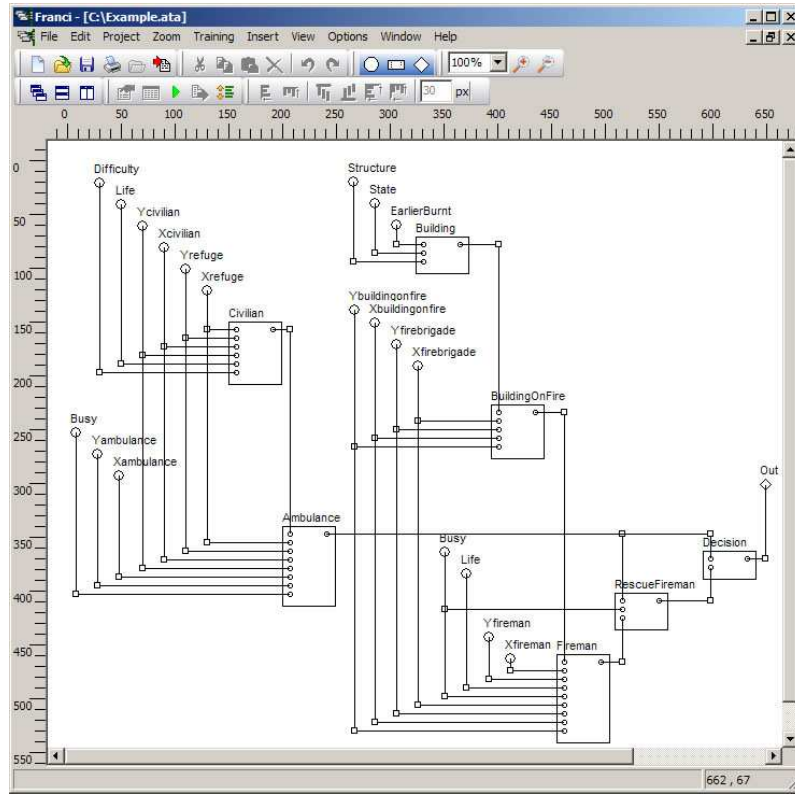 Franci - [C:\Example.ata]
File Edit Project Zoom Training Insert View Options Window Help
100%
30 px
0 50 100 150 200 250 300 350 400 450 500 550 600 650
0
50
100
150
200
250
300
350
400
450
500
550
Difficulty
Life
Ycivilian
Xcivilian
Yrefuge
Xrefuge
Civilian
Busy
Yambulance
Xambulance
Ambulance
Structure
State
EarlierBurnt
Building
Ybuildingonfire
Xbuildingonfire
Yfirebrigade
Xfirebrigade
BuildingOnFire
Busy
Life
Yfireman
Xfireman
Fireman
RescueFireman
Decision
Out
662 , 67